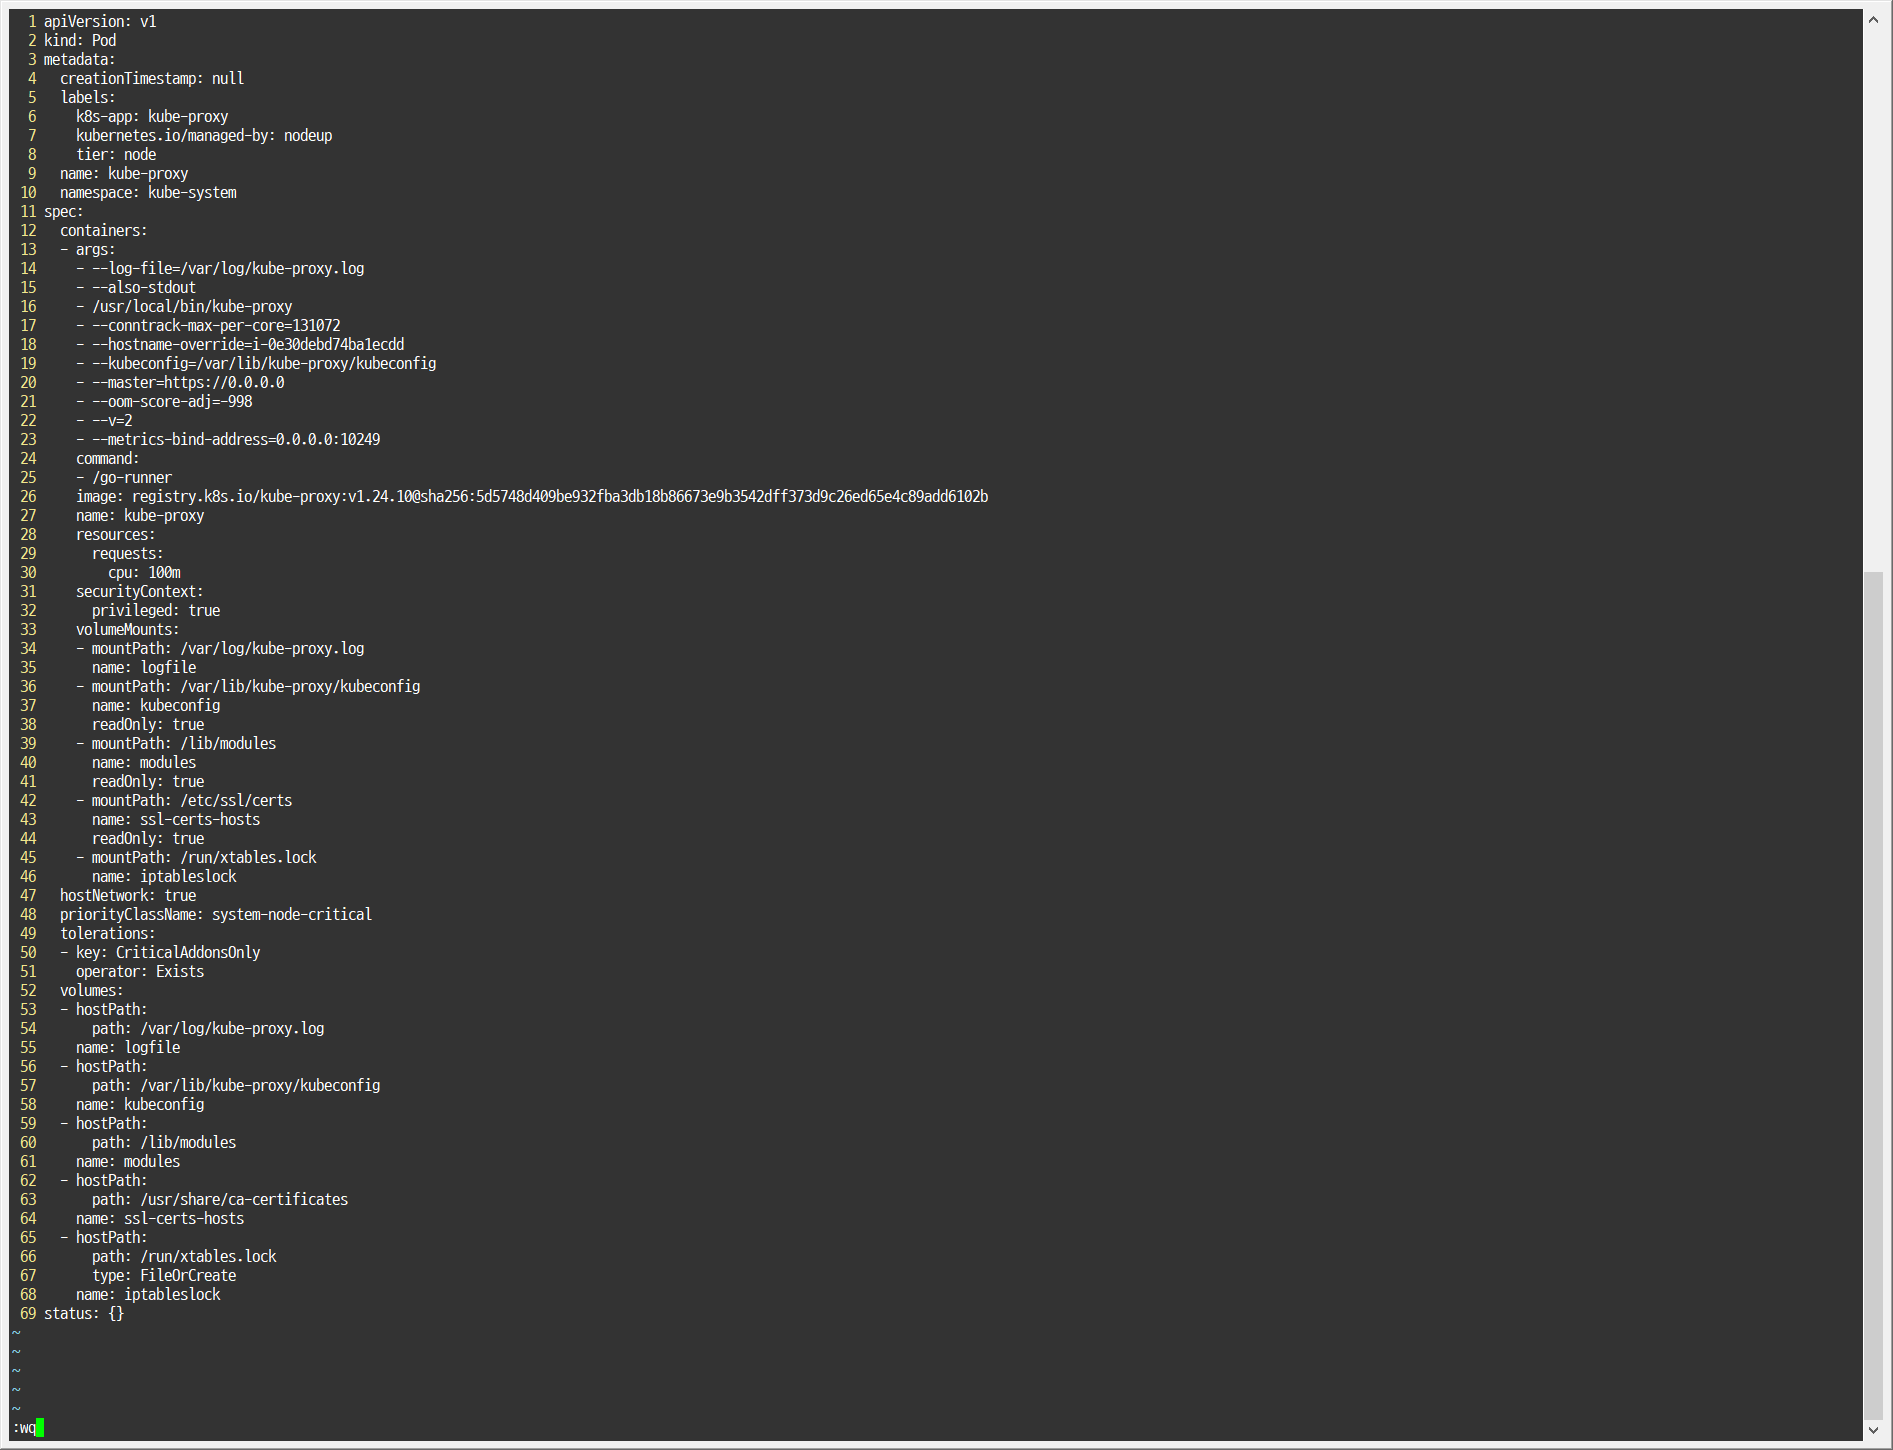 1 apiVersion: v1
2 kind: Pod
3 metadata:
4   creationTimestamp: null
5   labels:
6     k8s-app: kube-proxy
7     kubernetes.io/managed-by: nodeup
8     tier: node
9   name: kube-proxy
10   namespace: kube-system
11 spec:
12   containers:
13   - args:
14     - --log-file=/var/log/kube-proxy.log
15     - --also-stdout
16     - /usr/local/bin/kube-proxy
17     - --conntrack-max-per-core=131072
18     - --hostname-override=i-0e30debd74ba1ecdd
19     - --kubeconfig=/var/lib/kube-proxy/kubeconfig
20     - --master=https://0.0.0.0
21     - --oom-score-adj=-998
22     - --v=2
23     - --metrics-bind-address=0.0.0.0:10249
24     command:
25     - /go-runner
26     image: registry.k8s.io/kube-proxy:v1.24.10@sha256:5d5748d409be932fba3db18b86673e9b3542dff373d9c26ed65e4c89add6102b
27     name: kube-proxy
28     resources:
29       requests:
30         cpu: 100m
31     securityContext:
32       privileged: true
33     volumeMounts:
34     - mountPath: /var/log/kube-proxy.log
35       name: logfile
36     - mountPath: /var/lib/kube-proxy/kubeconfig
37       name: kubeconfig
38       readOnly: true
39     - mountPath: /lib/modules
40       name: modules
41       readOnly: true
42     - mountPath: /etc/ssl/certs
43       name: ssl-certs-hosts
44       readOnly: true
45     - mountPath: /run/xtables.lock
46       name: iptableslock
47   hostNetwork: true
48   priorityClassName: system-node-critical
49   tolerations:
50   - key: CriticalAddonsOnly
51     operator: Exists
52   volumes:
53   - hostPath:
54       path: /var/log/kube-proxy.log
55     name: logfile
56   - hostPath:
57       path: /var/lib/kube-proxy/kubeconfig
58     name: kubeconfig
59   - hostPath:
60       path: /lib/modules
61     name: modules
62   - hostPath:
63       path: /usr/share/ca-certificates
64     name: ssl-certs-hosts
65   - hostPath:
66       path: /run/xtables.lock
67       type: FileOrCreate
68     name: iptableslock
69 status: {}
~
~
~
~
~
:wq